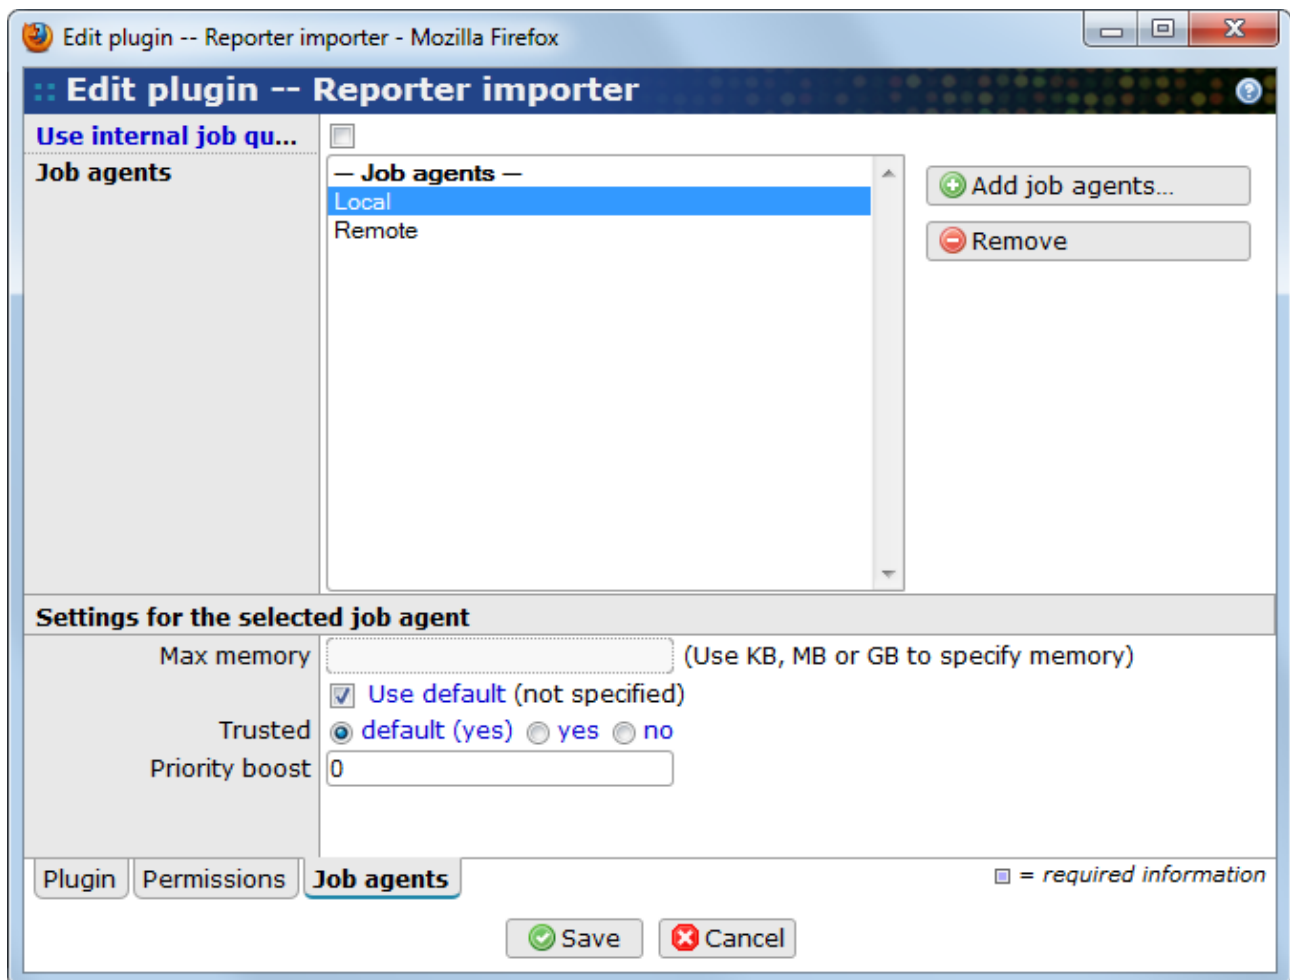 Edit plugin -- Reporter importer - Mozilla Firefox
:: Edit plugin -- Reporter importer
Use internal job qu...
Job agents
— Job agents —
Local
Remote
Add job agents...
Remove
Settings for the selected job agent
Max memory (Use KB, MB or GB to specify memory)
Use default (not specified)
Trusted default (yes) yes no
Priority boost 0
Plugin Permissions Job agents = required information
Save Cancel